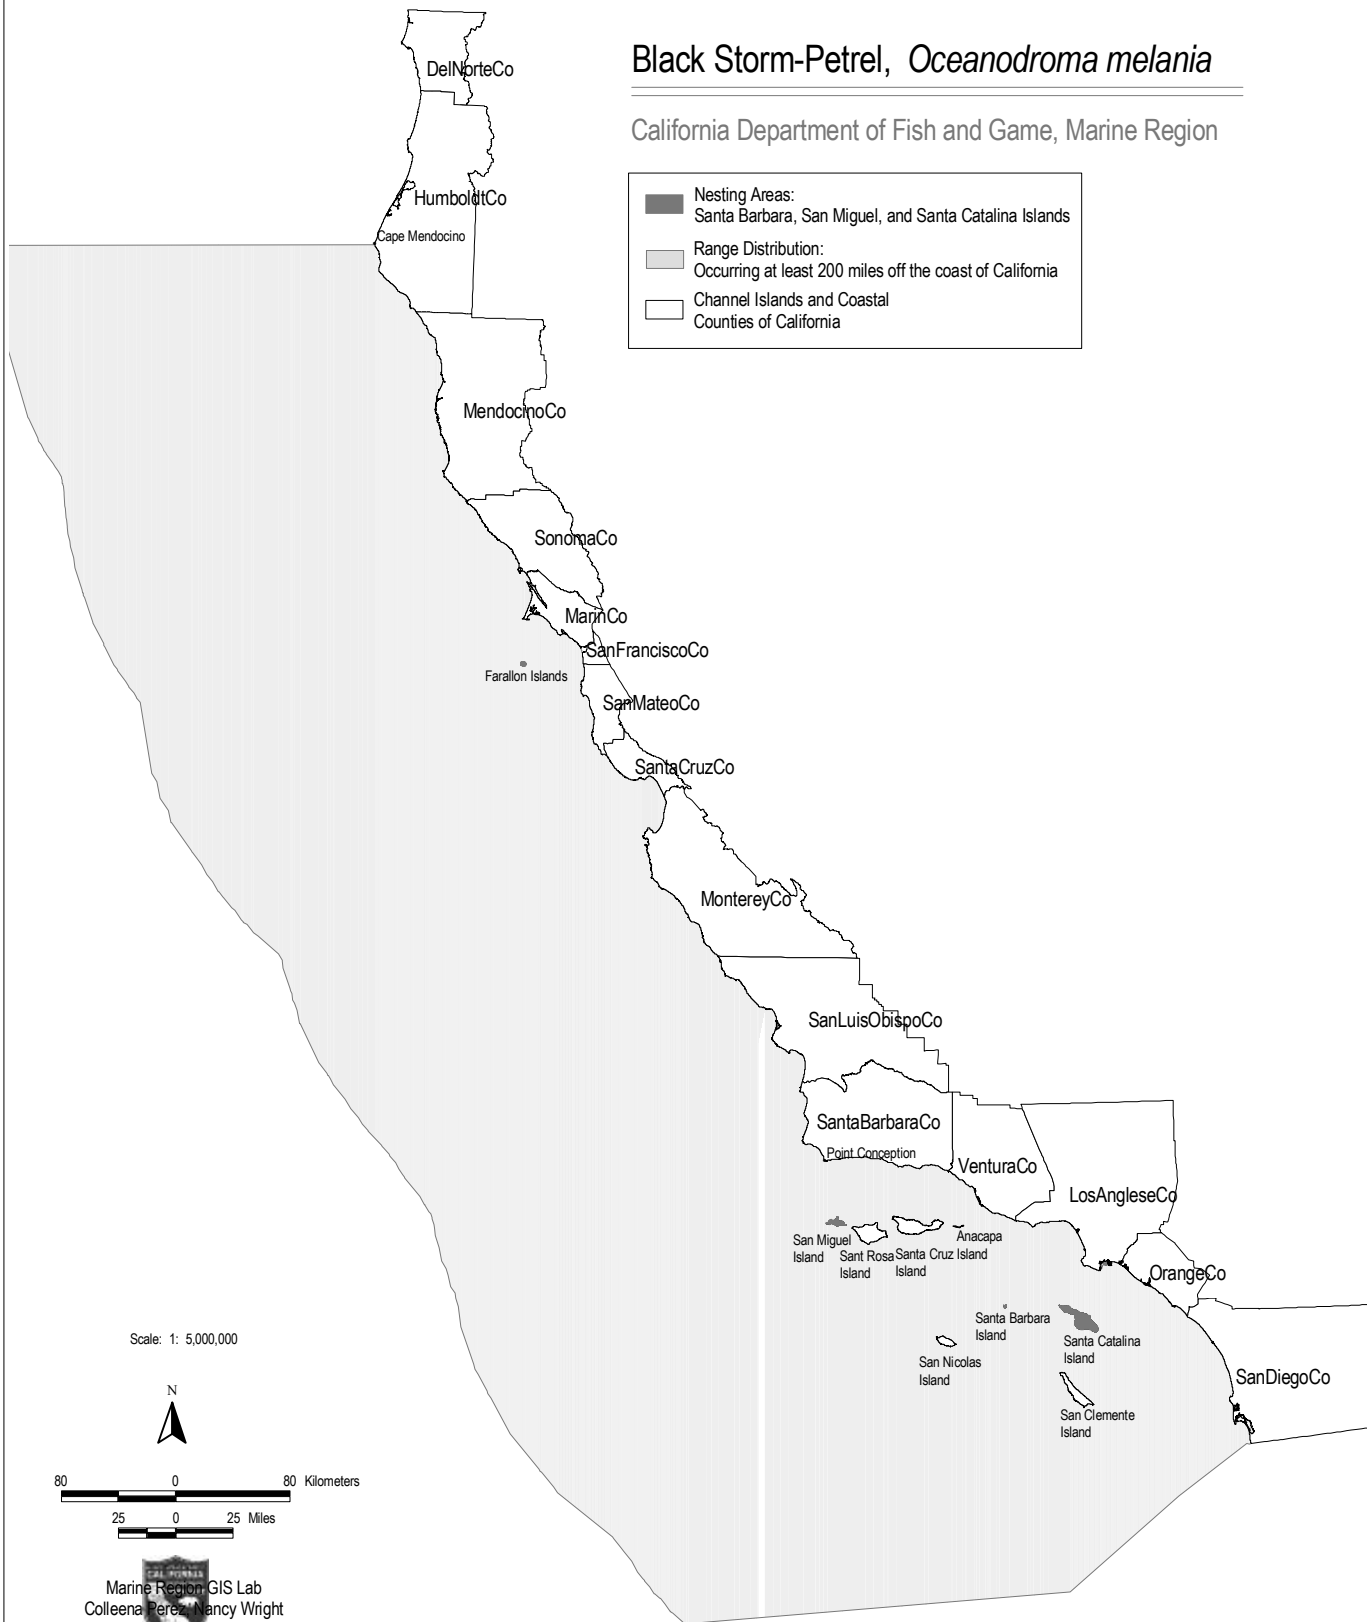 Black Storm-Petrel, Oceanodroma melania
California Department of Fish and Game, Marine Region
Nesting Areas:
Santa Barbara, San Miguel, and Santa Catalina Islands
Range Distribution:
Occurring at least 200 miles off the coast of California
Channel Islands and Coastal
Counties of California
DelNorteCo
HumboldtCo
Cape Mendocino
MendocinoCo
SonomaCo
MarinCo
SanFranciscoCo
Farallon Islands
SanMateoCo
SantaCruzCo
MontereyCo
SanLuisObispoCo
SantaBarbaraCo
Point Conception
VenturaCo
LosAngleseCo
OrangeCo
SanDiegoCo
San Miguel
Island
Sant Rosa
Island
Santa Cruz
Island
Anacapa
Island
Santa Barbara
Island
Santa Catalina
Island
San Nicolas
Island
San Clemente
Island
Scale: 1: 5,000,000
N
80 0 80 Kilometers
25 0 25 Miles
CALIFORNIA
Marine Region GIS Lab
Colleena Perez, Nancy Wright